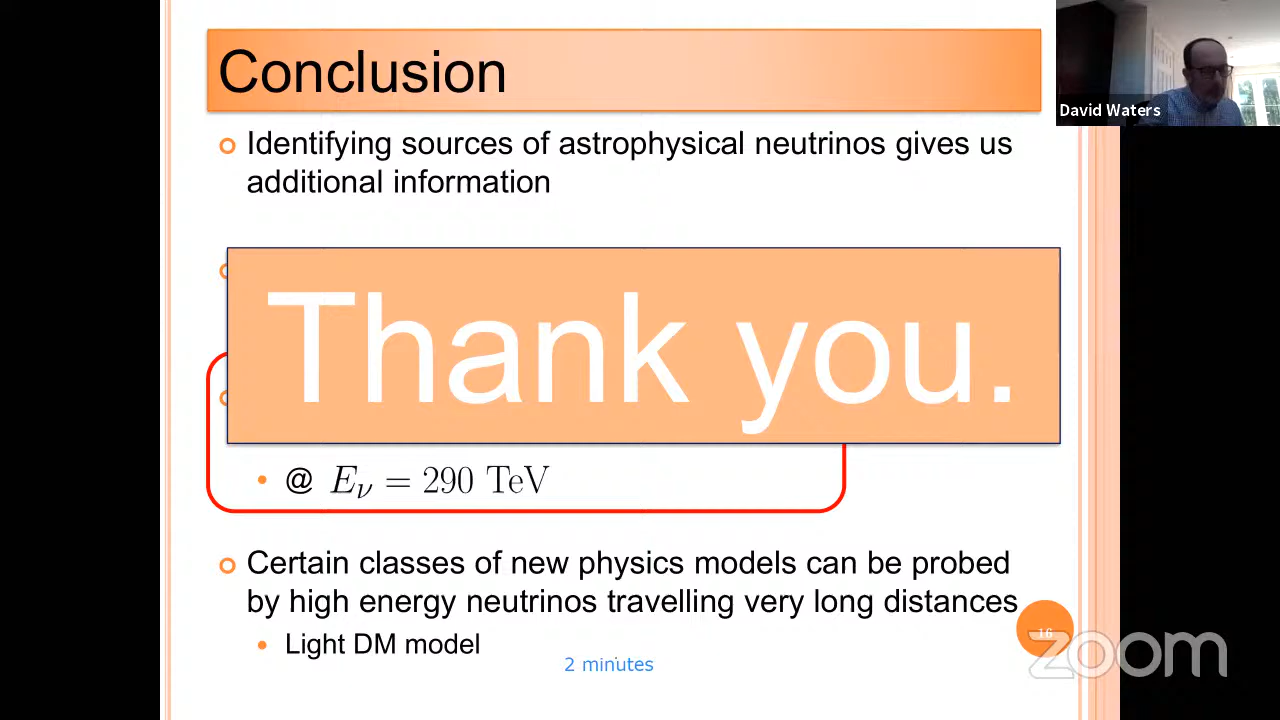 Conclusion
David Waters
Identifying sources of astrophysical neutrinos gives us
additional information
Thank you.
@ Eν = 290 TeV
Certain classes of new physics models can be probed
by high energy neutrinos travelling very long distances
16
Light DM model
2 minutes
zoom